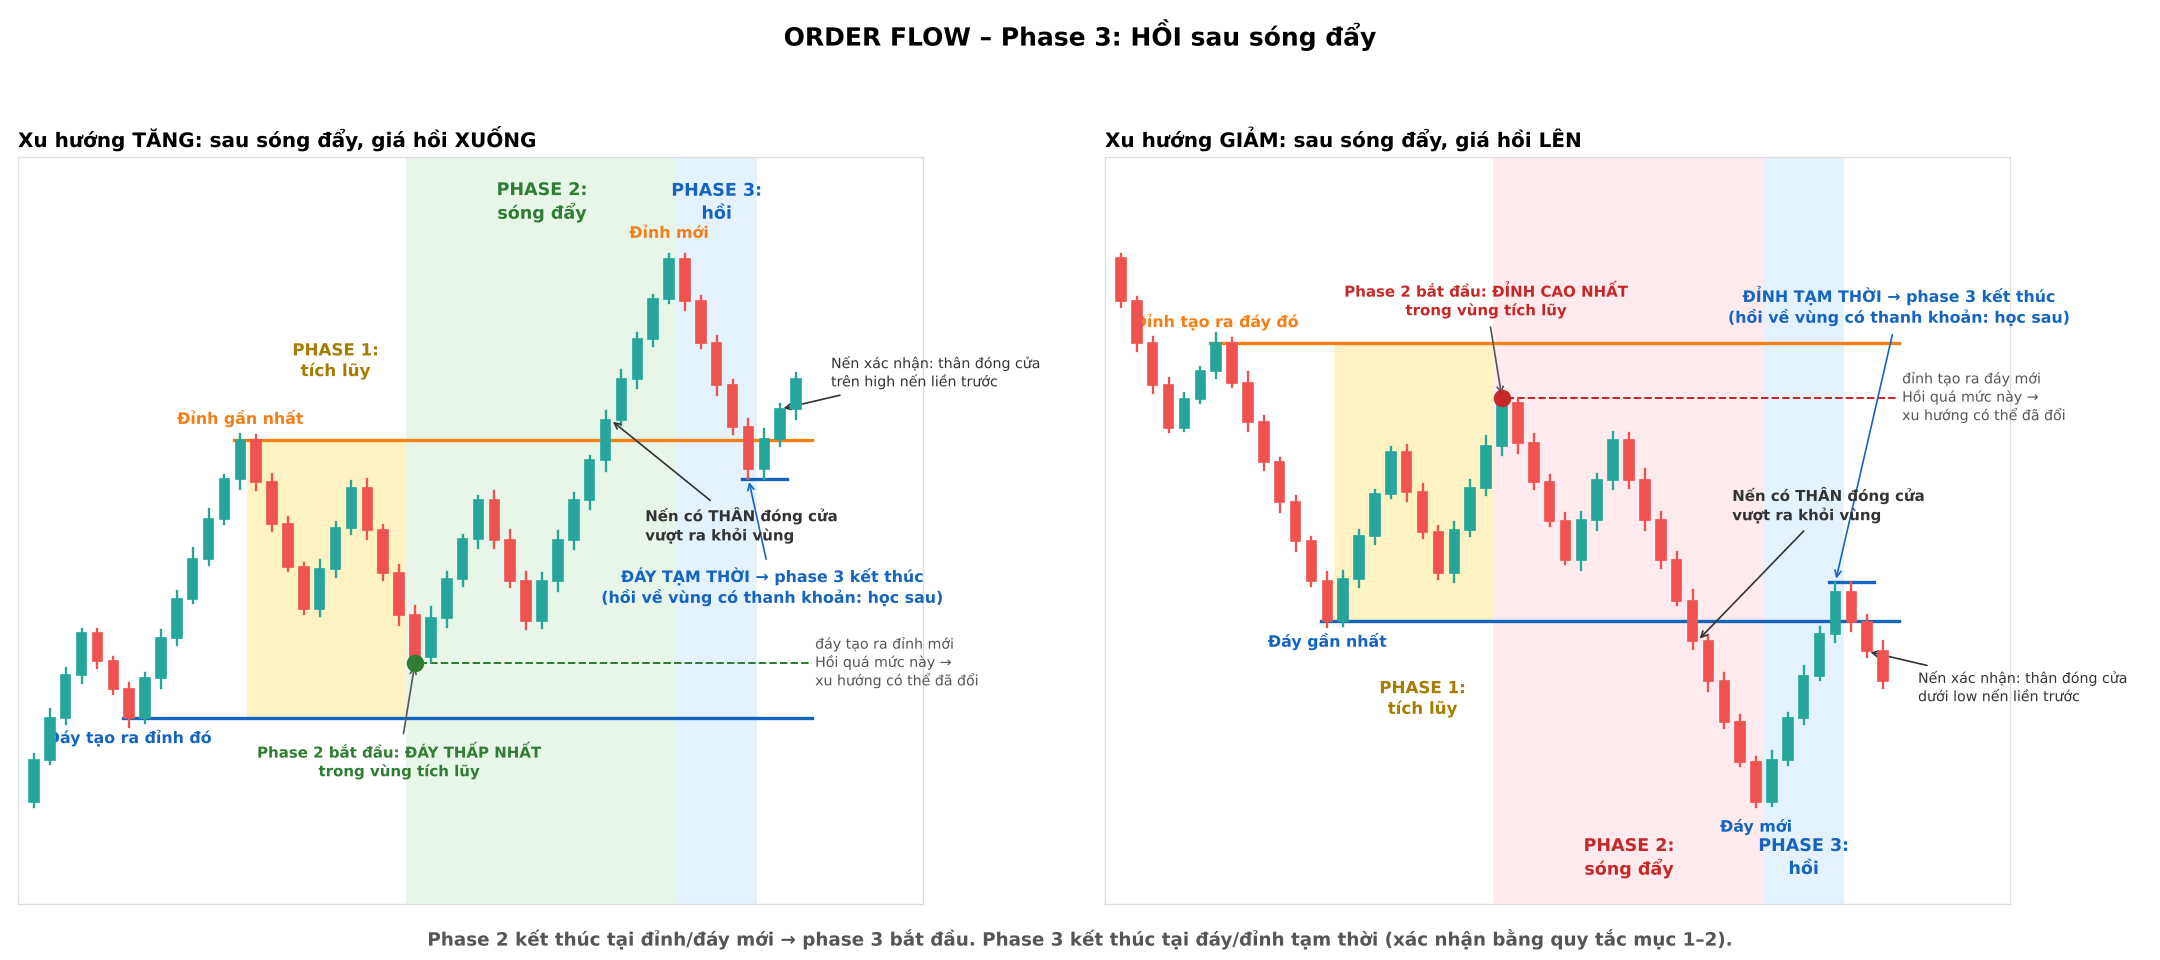 ORDER FLOW – Phase 3: HỒI sau sóng đẩy
Xu hướng TĂNG: sau sóng đẩy, giá hồi XUỐNG
PHASE 2:
sóng đẩy
PHASE 3:
hồi
Đỉnh mới
PHASE 1:
tích lũy
Nến xác nhận: thân đóng cửa
trên high nến liền trước
Đỉnh gần nhất
Nến có THÂN đóng cửa
vượt ra khỏi vùng
ĐÁY TẠM THỜI → phase 3 kết thúc
(hồi về vùng có thanh khoản: học sau)
đáy tạo ra đỉnh mới
Hồi quá mức này →
xu hướng có thể đã đổi
Đáy tạo ra đỉnh đó
Phase 2 bắt đầu: ĐÁY THẤP NHẤT
trong vùng tích lũy
Xu hướng GIẢM: sau sóng đẩy, giá hồi LÊN
Phase 2 bắt đầu: ĐỈNH CAO NHẤT
trong vùng tích lũy
ĐỈNH TẠM THỜI → phase 3 kết thúc
(hồi về vùng có thanh khoản: học sau)
Đỉnh tạo ra đáy đó
đỉnh tạo ra đáy mới
Hồi quá mức này →
xu hướng có thể đã đổi
Nến có THÂN đóng cửa
vượt ra khỏi vùng
Đáy gần nhất
Nến xác nhận: thân đóng cửa
dưới low nến liền trước
PHASE 1:
tích lũy
Đáy mới
PHASE 2:
sóng đẩy
PHASE 3:
hồi
Phase 2 kết thúc tại đỉnh/đáy mới → phase 3 bắt đầu. Phase 3 kết thúc tại đáy/đỉnh tạm thời (xác nhận bằng quy tắc mục 1–2).